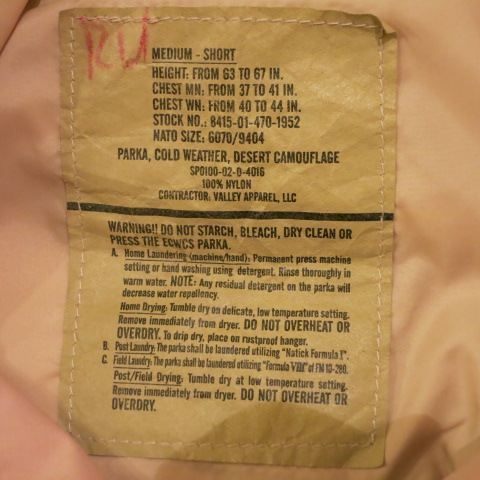 RU
MEDIUM - SHORT
HEIGHT: FROM 63 TO 67 IN.
CHEST MN: FROM 37 TO 41 IN.
CHEST WN: FROM 40 TO 44 IN.
STOCK NO.: 8415-01-470-1952
NATO SIZE: 6070/9404
PARKA, COLD WEATHER, DESERT CAMOUFLAGE
SPO100-02-D-4016
100% NYLON
CONTRACTOR: VALLEY APPAREL, LLC
WARNING!! DO NOT STARCH, BLEACH, DRY CLEAN OR
PRESS THE ECWCS PARKA.
A. Home Laundering (machine/hand): Permanent press machine
setting or hand washing using detergent. Rinse thoroughly in
warm water. NOTE: Any residual detergent on the parka will
decrease water repellency.
Home Drying: Tumble dry on delicate, low temperature setting.
Remove immediately from dryer. DO NOT OVERHEAT OR
OVERDRY. To drip dry, place on rustproof hanger.
B. Post Laundry: The parka shall be laundered utilizing "Natick Formula I".
C. Field Laundry: The parka shall be laundered utilizing "Formula of FM 10-280.
Post/Field Drying: Tumble dry at low temperature setting.
Remove immediately from dryer. DO NOT OVERHEAT OR
OVERDRY.